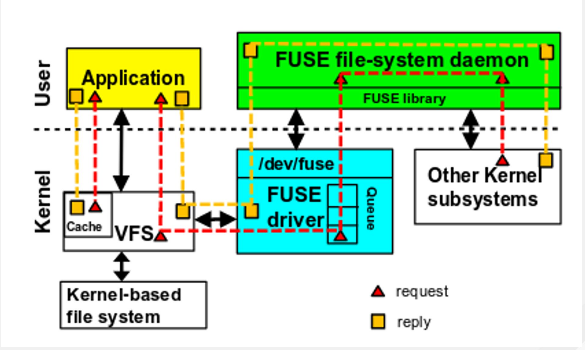 User
Application
FUSE file-system daemon
FUSE library
Kernel
Cache
VFS
/dev/fuse
FUSE
driver
Queue
Other Kernel
subsystems
Kernel-based
file system
request
reply